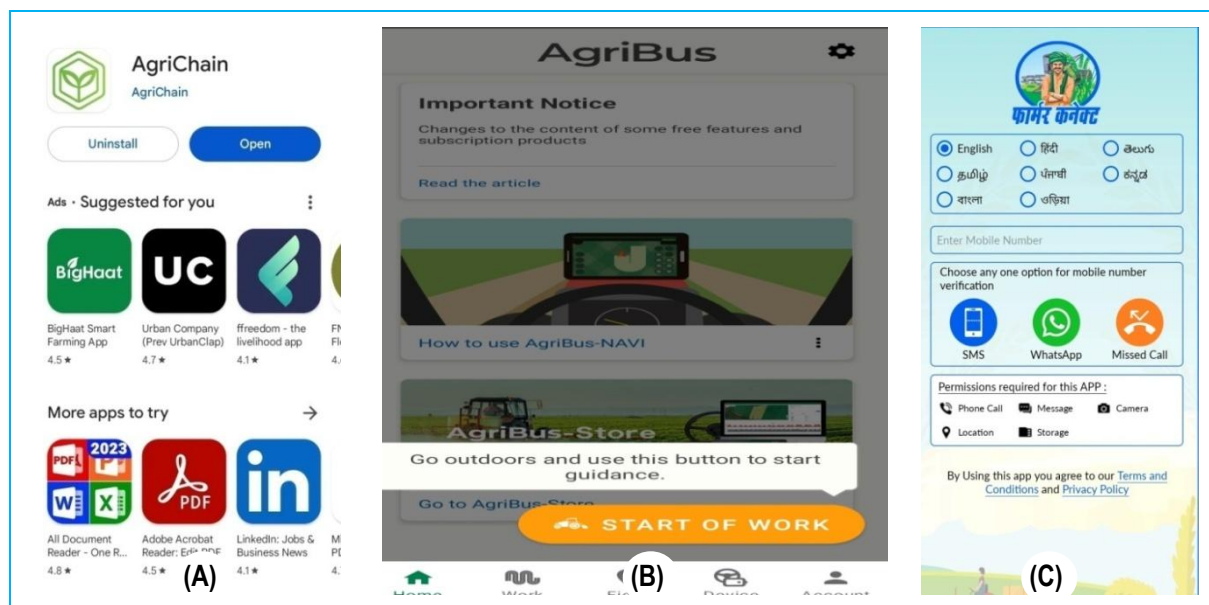 AgriChain
AgriChain
Uninstall
Open
Ads · Suggested for you
BigHaat
UC
BigHaat Smart
Farming App
4.5★
Urban Company
(Prev UrbanClap)
4.7★
ffreedom - the
livelihood app
4.1★
More apps to try
2023
PDF
W
X
PDF
in
All Document
Reader - One R...
4.8★
Adobe Acrobat
Reader: Edit PDF
4.5★
LinkedIn: Jobs &
Business News
4.1★
(A)
AgriBus
Important Notice
Changes to the content of some free features and
subscription products
Read the article
How to use AgriBus-NAVI
AgriBus-Store
Go outdoors and use this button to start
guidance.
Go to AgriBus-Store
START OF WORK
Home
Work
Device
Account
(B)
फार्मर कनेक्ट
English
हिंदी
తెలుగు
தமிழ்
ਪੰਜਾਬੀ
ಕನ್ನಡ
বাংলা
ଓଡ଼ିଆ
Enter Mobile Number
Choose any one option for mobile number
verification
SMS
WhatsApp
Missed Call
Permissions required for this APP :
Phone Call
Message
Camera
Location
Storage
By Using this app you agree to our Terms and
Conditions and Privacy Policy
(C)